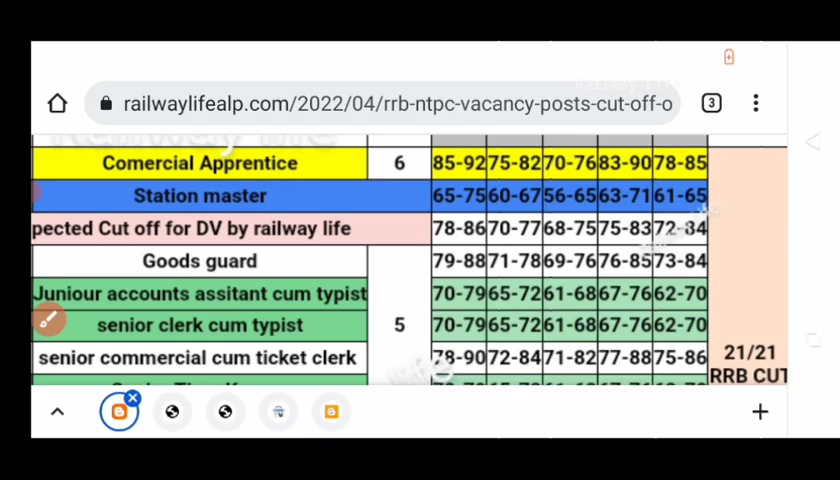 railwaylifealp.com/2022/04/rrb-ntpc-vacancy-posts-cut-off-o
3
Railway life
Comercial Apprentice 6 85-92 75-82 70-76 83-90 78-85
Station master 65-75 60-67 56-65 63-71 61-65
pected Cut off for DV by railway life 78-86 70-77 68-75 75-83 72-84
Goods guard 79-88 71-78 69-76 76-85 73-84
Juniour accounts assitant cum typist 70-79 65-72 61-68 67-76 62-70
senior clerk cum typist 5 70-79 65-72 61-68 67-76 62-70
senior commercial cum ticket clerk 78-90 72-84 71-82 77-88 75-86
21/21
RRB CUT